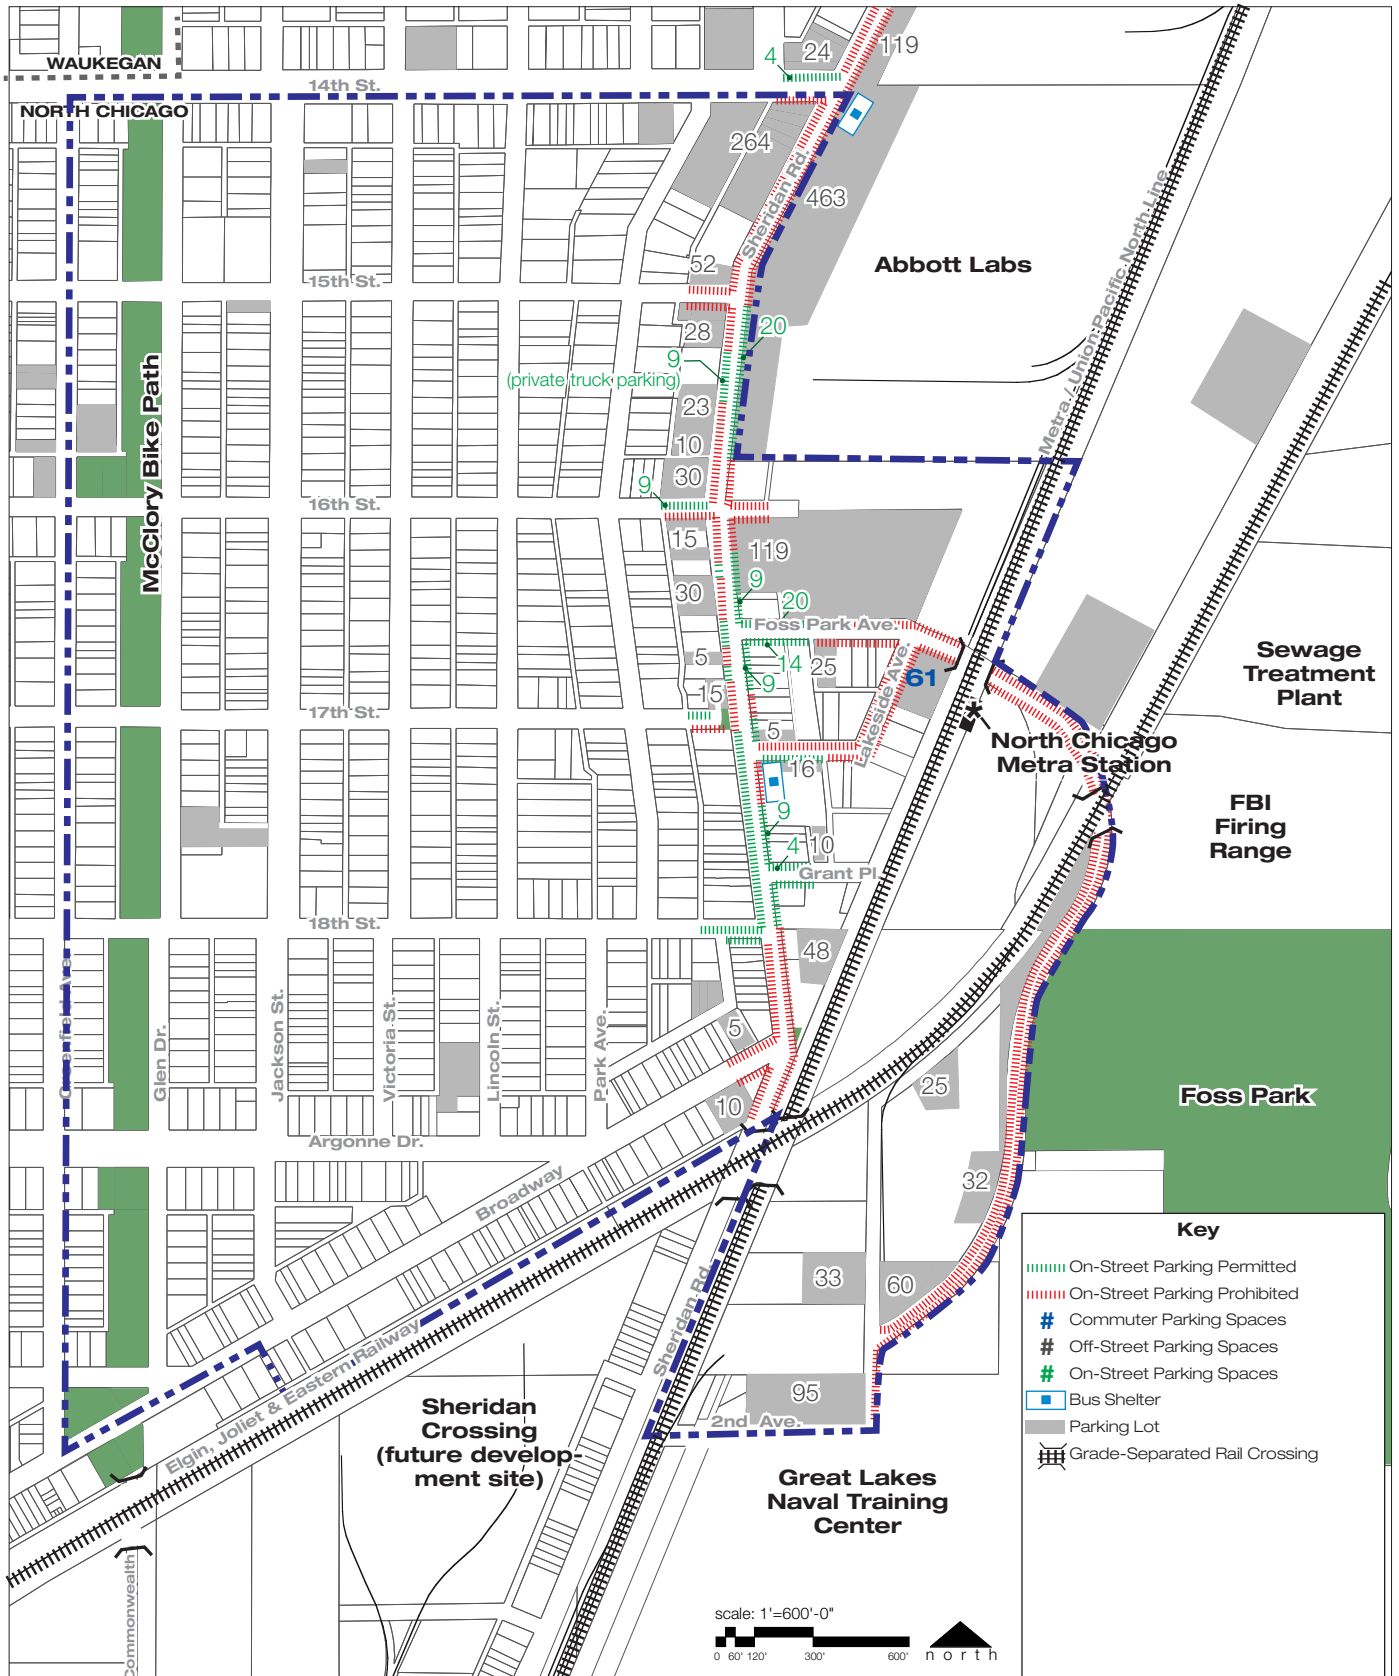 WAUKEGAN
NORTH CHICAGO
14th St.
4
24
119
264
463
Sheridan Rd.
Abbott Labs
Metra / Union Pacific North Line
52
15th St.
28
20
9
(private truck parking)
23
10
30
9
16th St.
McClory Bike Path
15
119
30
9
20
Foss Park Ave.
5
14
25
9
15
61
Lakeside Ave.
17th St.
5
16
North Chicago
Metra Station
Sewage
Treatment
Plant
FBI
Firing
Range
9
10
4
Grant Pl.
18th St.
48
Greenfield Ave.
Glen Dr.
Jackson St.
Victoria St.
Lincoln St.
Park Ave.
5
10
25
Foss Park
Argonne Dr.
Broadway
32
33
60
Sheridan Rd.
95
2nd Ave.
Elgin, Joliet & Eastern Railway
Sheridan
Crossing
(future develop-
ment site)
Great Lakes
Naval Training
Center
Commonwealth
Key
On-Street Parking Permitted
On-Street Parking Prohibited
# Commuter Parking Spaces
# Off-Street Parking Spaces
# On-Street Parking Spaces
Bus Shelter
Parking Lot
Grade-Separated Rail Crossing
scale: 1'=600'-0"
0 60' 120' 300' 600'
north